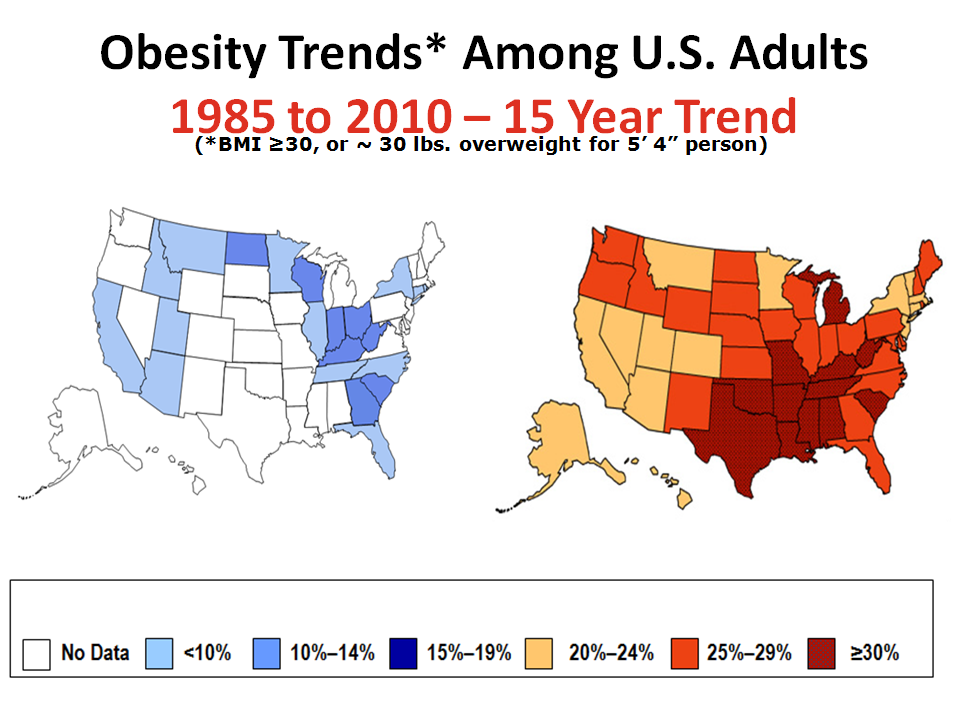 Obesity Trends* Among U.S. Adults
1985 to 2010 – 15 Year Trend
(*BMI ≥30, or ~ 30 lbs. overweight for 5’ 4” person)
No Data <10% 10%–14% 15%–19% 20%–24% 25%–29% ≥30%